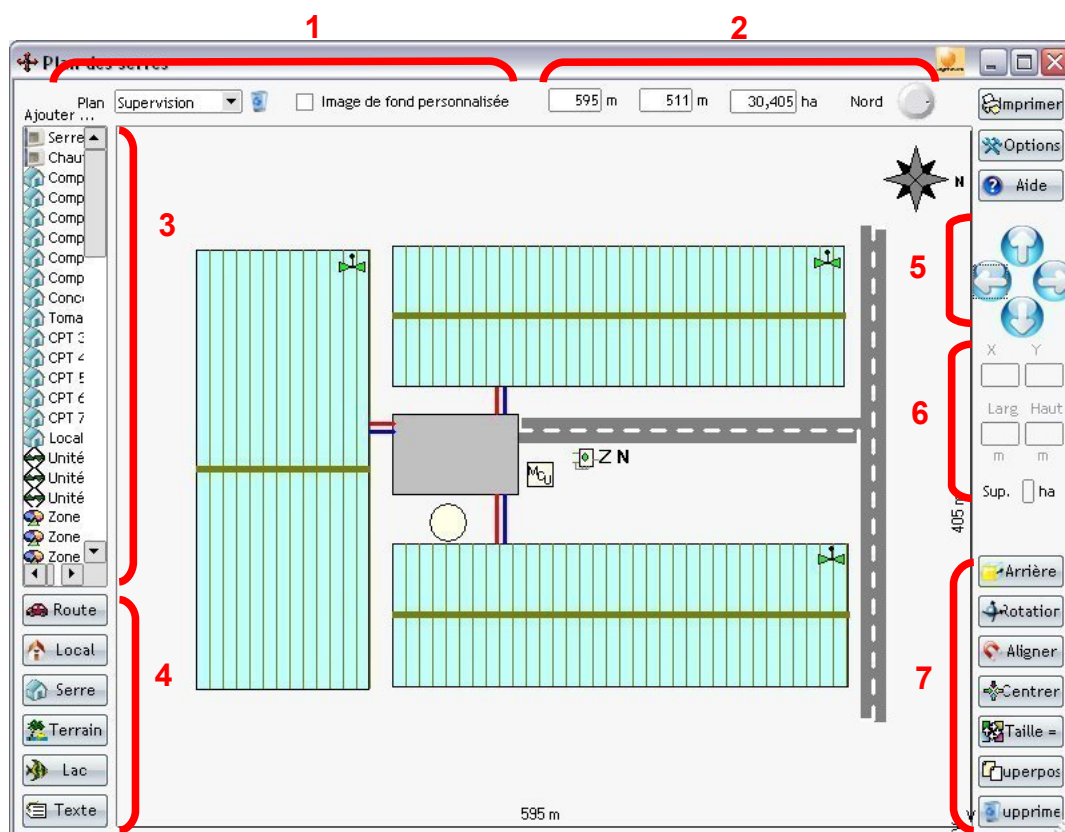 1
2
Plan des serres
Plan Supervision Image de fond personnalisée 595 m 511 m 30,405 ha Nord
Imprimer
Ajouter ...
Options
Aide
Serre
Chau
Comp
Comp
Comp
Comp
Comp
Comp
Conc
Toma
CPT 3
CPT 4
CPT 5
CPT 6
CPT 7
Local
Unité
Unité
Unité
Zone
Zone
Zone
3
Route
Local
Serre
Terrain
Lac
Texte
4
N
MCU
Z N
595 m
405 m
5
X Y
Larg Haut
m m
Sup. ha
6
Arrière
Rotation
Aligner
Centrer
Taille =
uperpos
upprime
7